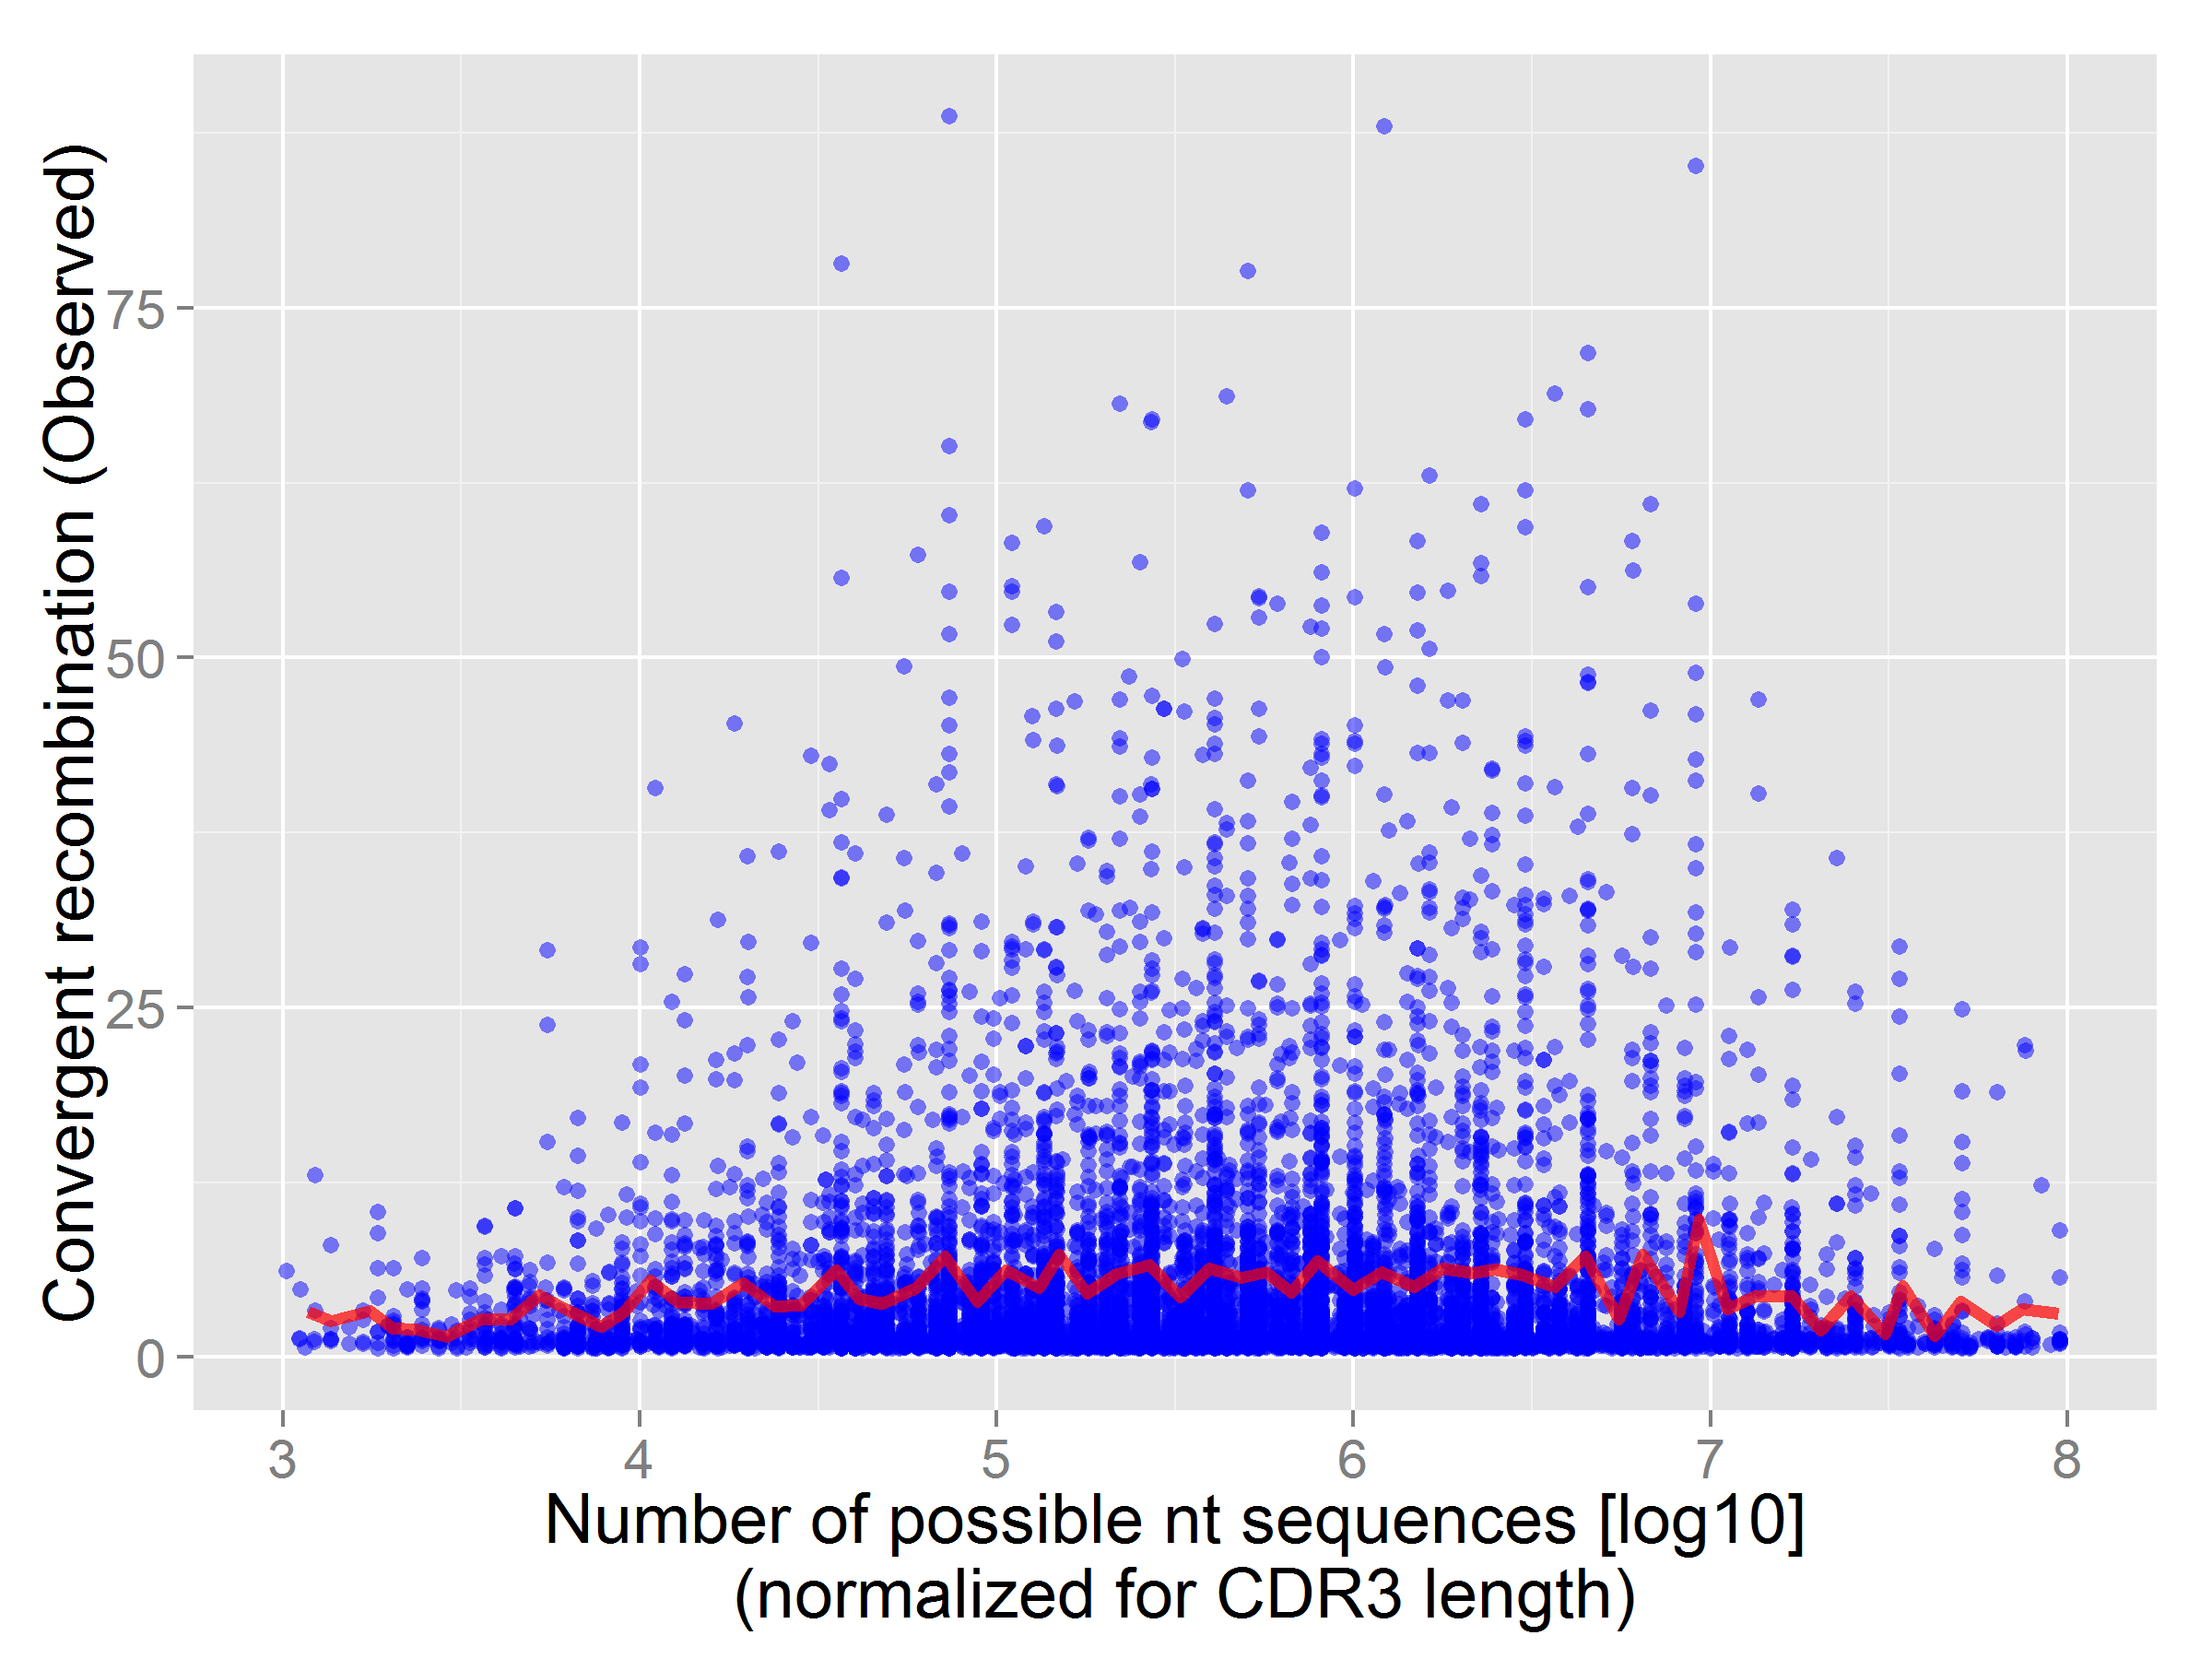 Convergent recombination (Observed)
75
50
25
0
3 4 5 6 7 8
Number of possible nt sequences [log10]
(normalized for CDR3 length)